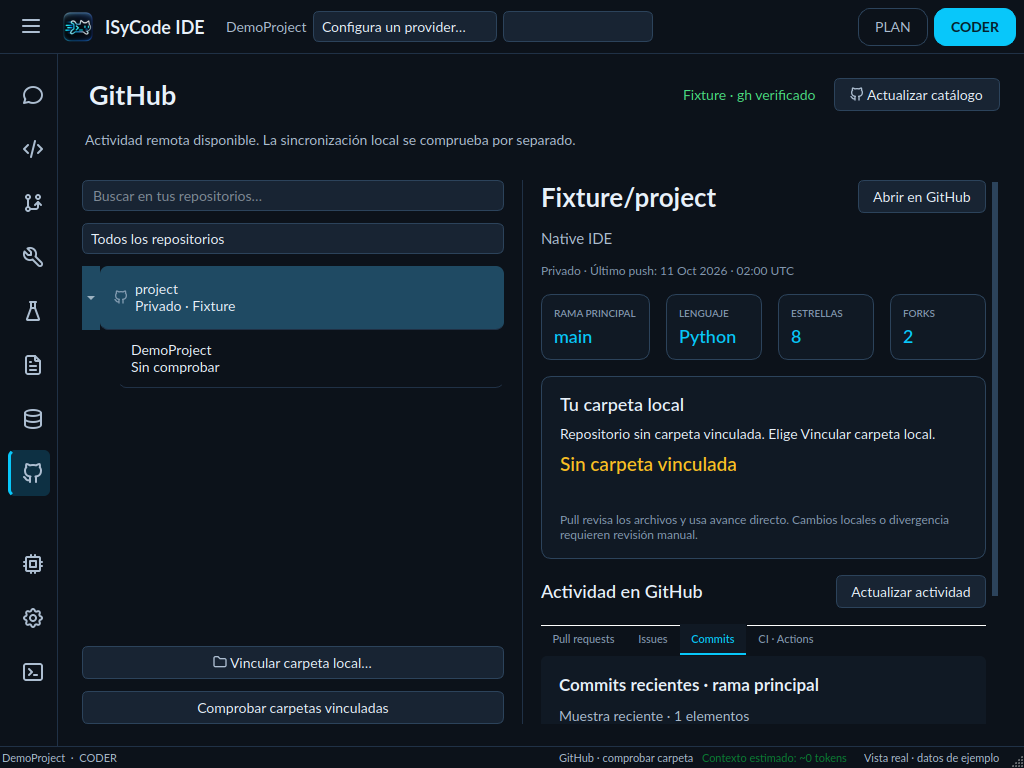 ISyCode IDE
DemoProject
Configura un provider...
PLAN
CODER
GitHub
Fixture · gh verificado
Actualizar catálogo
Actividad remota disponible. La sincronización local se comprueba por separado.
Buscar en tus repositorios...
Todos los repositorios
project
Privado · Fixture
DemoProject
Sin comprobar
Vincular carpeta local...
Comprobar carpetas vinculadas
Fixture/project
Abrir en GitHub
Native IDE
Privado · Último push: 11 Oct 2026 · 02:00 UTC
RAMA PRINCIPAL
main
LENGUAJE
Python
ESTRELLAS
8
FORKS
2
Tu carpeta local
Repositorio sin carpeta vinculada. Elige Vincular carpeta local.
Sin carpeta vinculada
Pull revisa los archivos y usa avance directo. Cambios locales o divergencia
requieren revisión manual.
Actividad en GitHub
Actualizar actividad
Pull requests
Issues
Commits
CI · Actions
Commits recientes · rama principal
Muestra reciente · 1 elementos
DemoProject · CODER
GitHub · comprobar carpeta
Contexto estimado: ~0 tokens
Vista real · datos de ejemplo